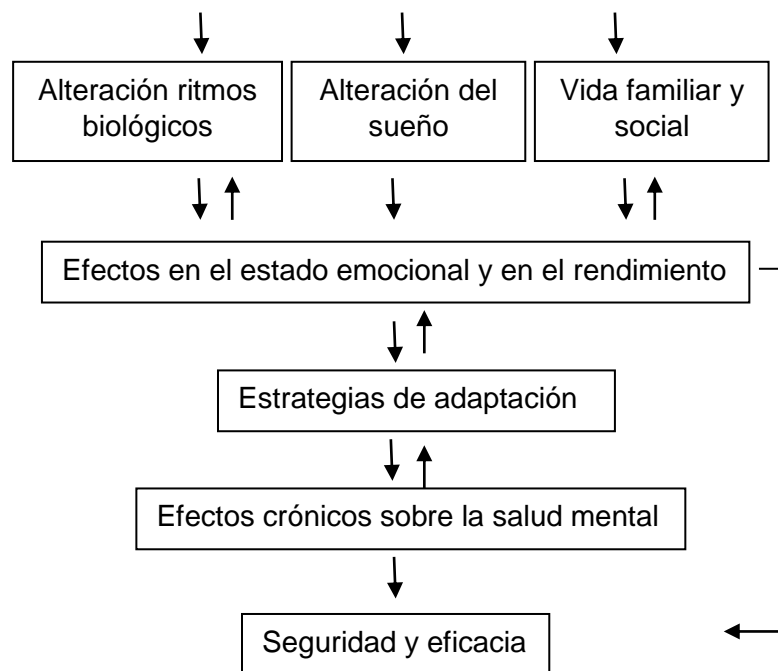 Alteración ritmos
biológicos
Alteración del
sueño
Vida familiar y
social
Efectos en el estado emocional y en el rendimiento
Estrategias de adaptación
Efectos crónicos sobre la salud mental
Seguridad y eficacia